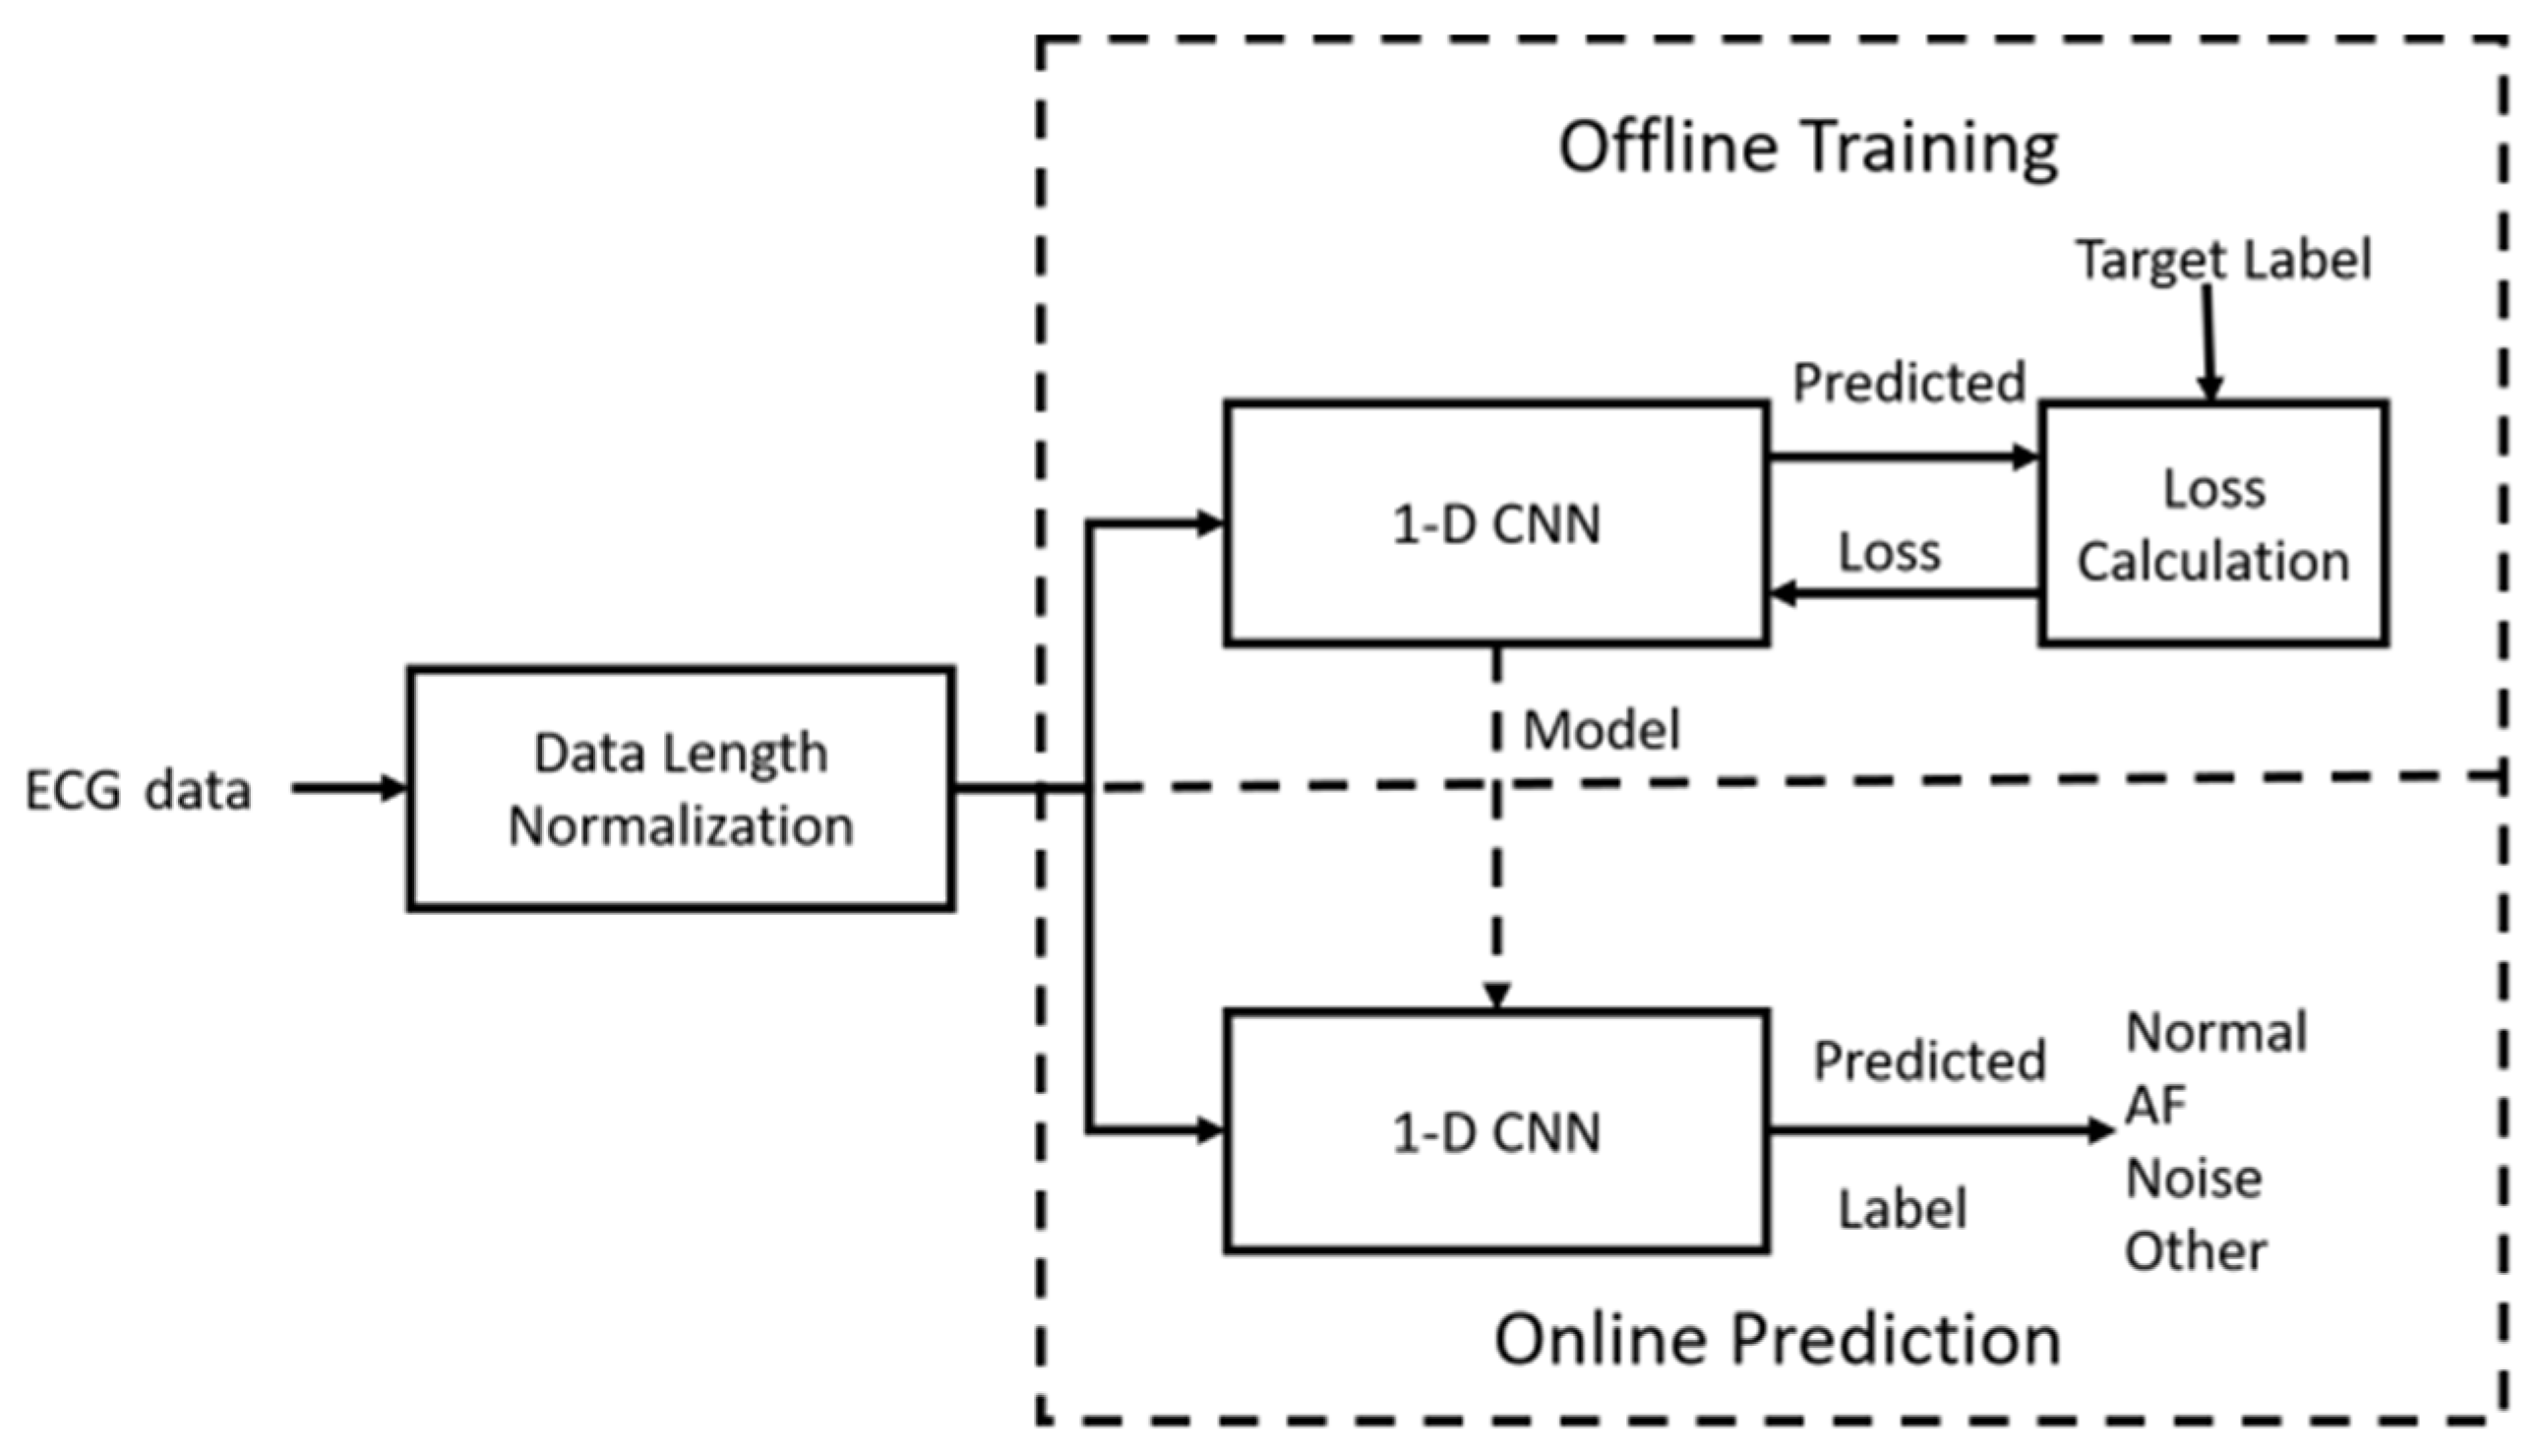 Offline Training
Target Label
Predicted
1-D CNN
Loss
Calculation
Loss
Model
ECG data
Data Length
Normalization
1-D CNN
Predicted
Label
Normal
AF
Noise
Other
Online Prediction